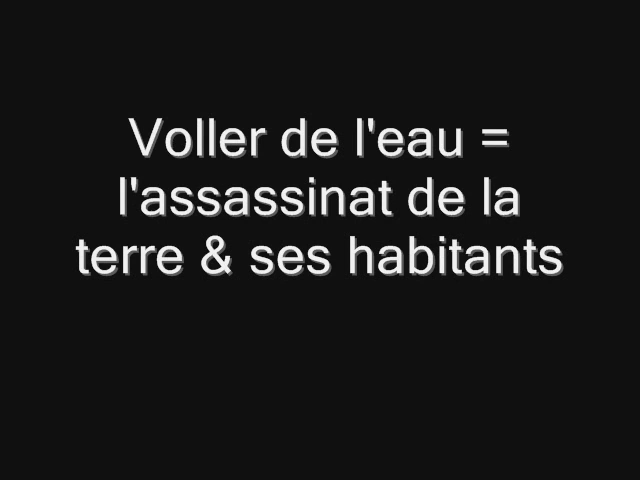 Voller de l'eau =
l'assassinat de la
terre & ses habitants